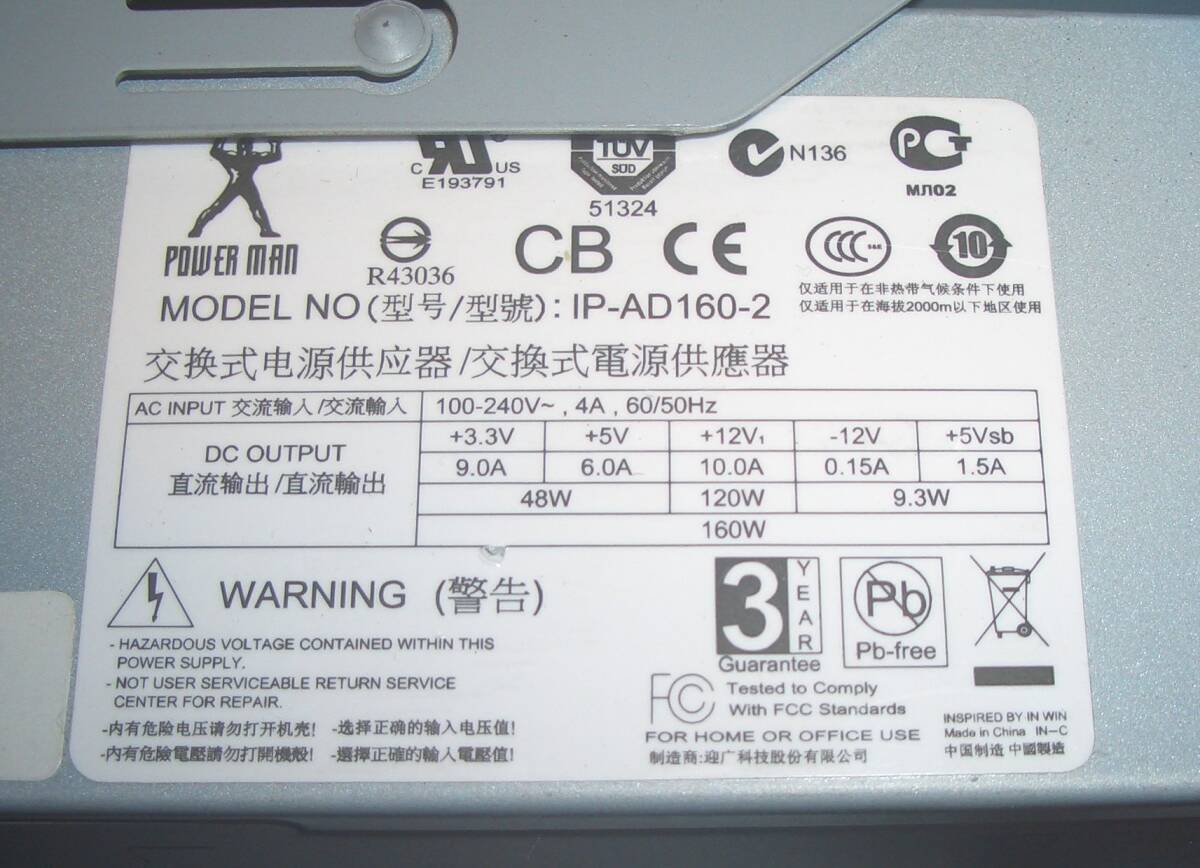 C UL US
E193791
TÜV
SÜD
51324
N136
PCT
МЛ02
POWER MAN
R43036
CB CE
CCC S&E
10
仅适用于在非热带气候条件下使用
仅适用于在海拔2000m以下地区使用
MODEL NO(型号/型號): IP-AD160-2
交换式电源供应器/交換式電源供應器
AC INPUT 交流输入/交流輸入 100-240V~ , 4A , 60/50Hz
DC OUTPUT
直流输出/直流輸出
+3.3V +5V +12V₁ -12V +5Vsb
9.0A 6.0A 10.0A 0.15A 1.5A
48W 120W 9.3W
160W
WARNING (警告)
- HAZARDOUS VOLTAGE CONTAINED WITHIN THIS
POWER SUPPLY.
- NOT USER SERVICEABLE RETURN SERVICE
CENTER FOR REPAIR.
-内有危险电压请勿打开机壳! -选择正确的输入电压值!
-內有危險電壓請勿打開機殼! -選擇正確的輸入電壓值!
3 YEAR
Guarantee
Pb
Pb-free
FC Tested to Comply
With FCC Standards
FOR HOME OR OFFICE USE
制造商:迎广科技股份有限公司
INSPIRED BY IN WIN
Made in China IN-C
中国制造 中國製造